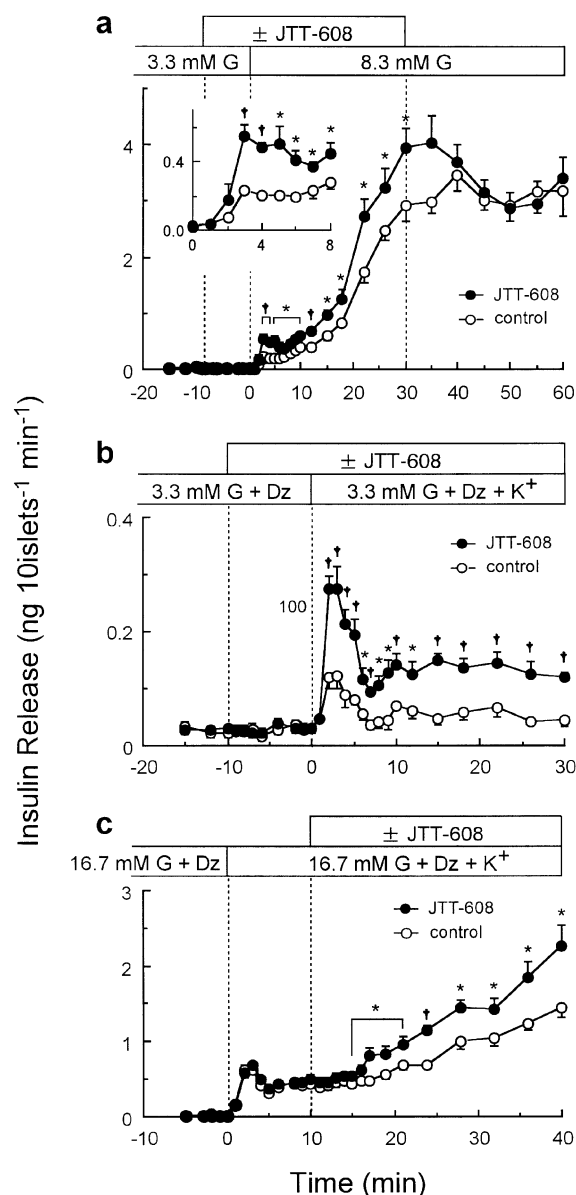 a
± JTT-608
3.3 mM G 8.3 mM G
4
2
0
0.4
0.0
0 4 8
† † * * * *
† * † * * * * *
JTT-608
control
-20 -10 0 10 20 30 40 50 60
b
± JTT-608
3.3 mM G + Dz 3.3 mM G + Dz + K+
0.4
0.2
0
100
† † † † * † * * † * † † † † †
JTT-608
control
-20 -10 0 10 20 30
c
± JTT-608
16.7 mM G + Dz 16.7 mM G + Dz + K+
3
2
1
0
* † * * * *
JTT-608
control
-10 0 10 20 30 40
Insulin Release (ng 10islets-1 min-1)
Time (min)